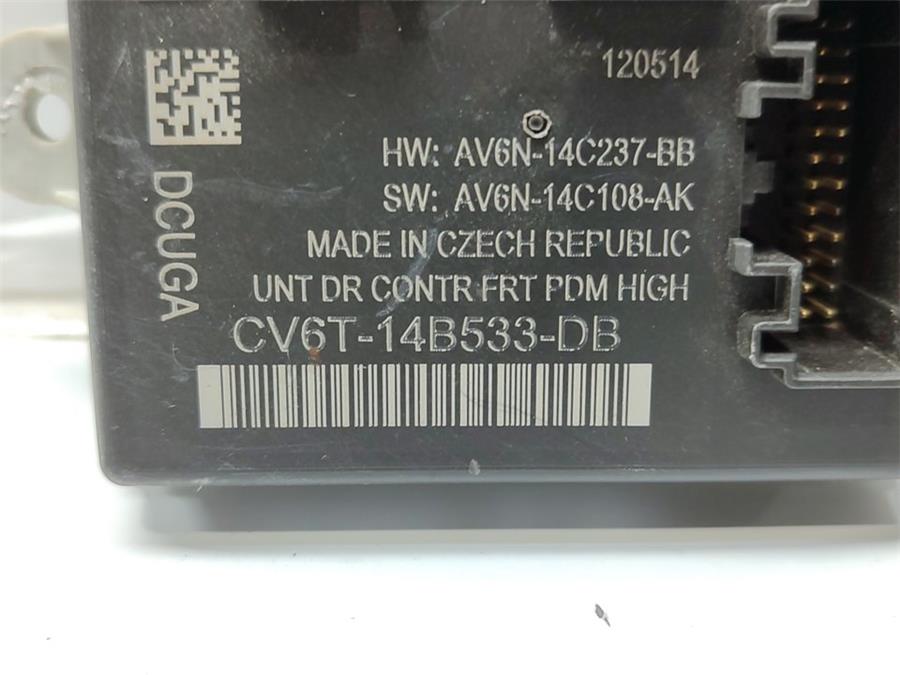 120514
HW: AV6N-14C237-BB
SW: AV6N-14C108-AK
MADE IN CZECH REPUBLIC
UNT DR CONTR FRT PDM HIGH
CV6T-14B533-DB
DCUGA